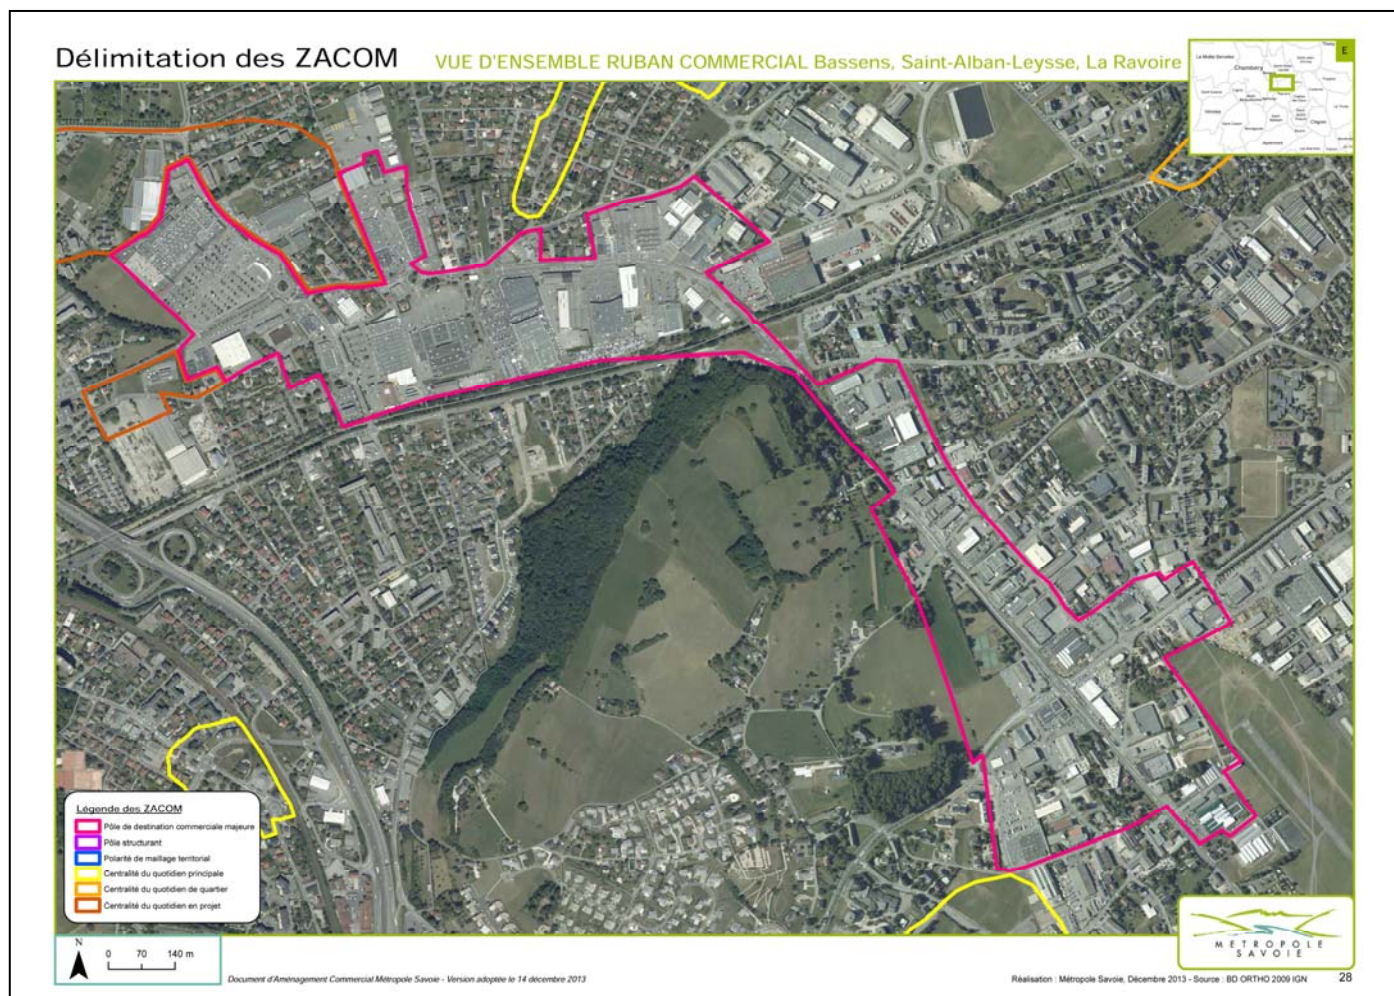 Délimitation des ZACOM
VUE D'ENSEMBLE RUBAN COMMERCIAL Bassens, Saint-Alban-Leysse, La Ravoire
E
Chambéry
Chignin
Légende des ZACOM
Pôle de destination commerciale majeure
Pôle structurant
Polarité de maillage territorial
Centralité du quotidien principale
Centralité du quotidien de quartier
Centralité du quotidien en projet
N
0 70 140 m
METROPOLE
SAVOIE
Document d'Aménagement Commercial Métropole Savoie - Version adoptée le 14 décembre 2013
Réalisation : Métropole Savoie, Décembre 2013 - Source : BD ORTHO 2009 IGN
28